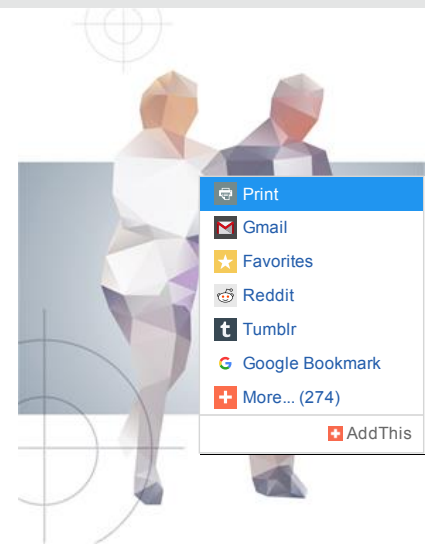 Print
Gmail
Favorites
Reddit
Tumblr
Google Bookmark
More... (274)
AddThis